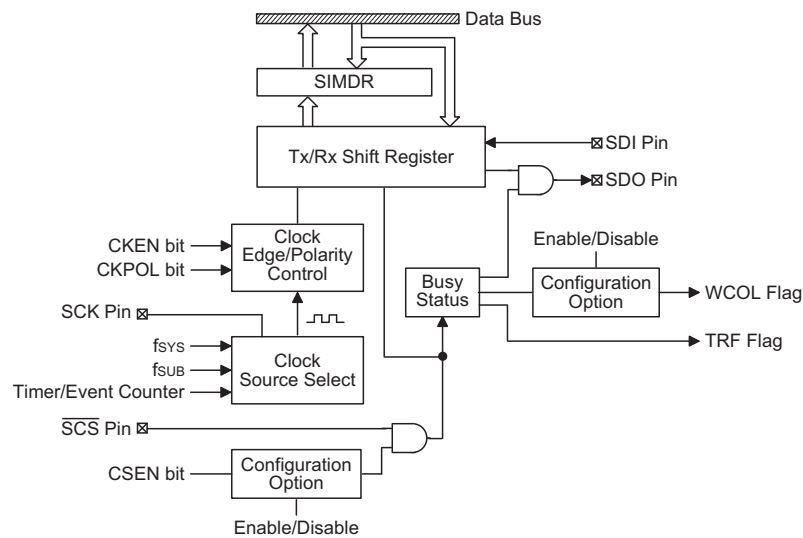 Data Bus
SIMDR
Tx/Rx Shift Register
SDI Pin
SDO Pin
CKEN bit
CKPOL bit
Clock
Edge/Polarity
Control
Enable/Disable
Busy
Status
Configuration
Option
WCOL Flag
TRF Flag
SCK Pin
fSYS
fSUB
Timer/Event Counter
Clock
Source Select
SCS Pin
CSEN bit
Configuration
Option
Enable/Disable